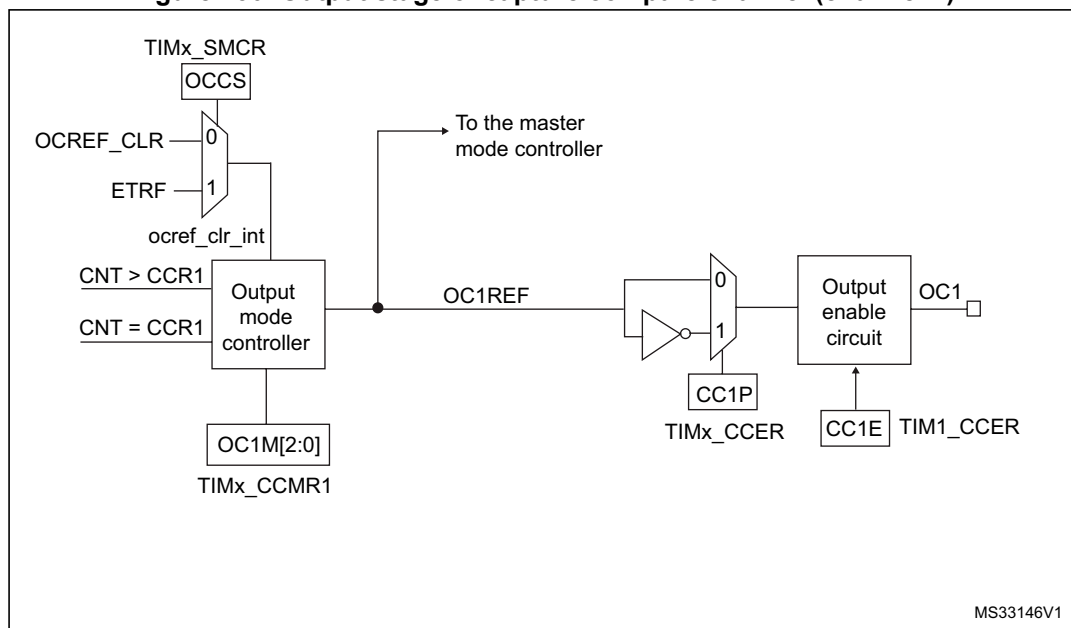 TIMx_SMCR
OCCS
OCREF_CLR
0
ETRF
1
ocref_clr_int
To the master
mode controller
CNT > CCR1
CNT = CCR1
Output
mode
controller
OC1M[2:0]
TIMx_CCMR1
OC1REF
0
1
CC1P
TIMx_CCER
Output
enable
circuit
OC1
CC1E
TIM1_CCER
MS33146V1